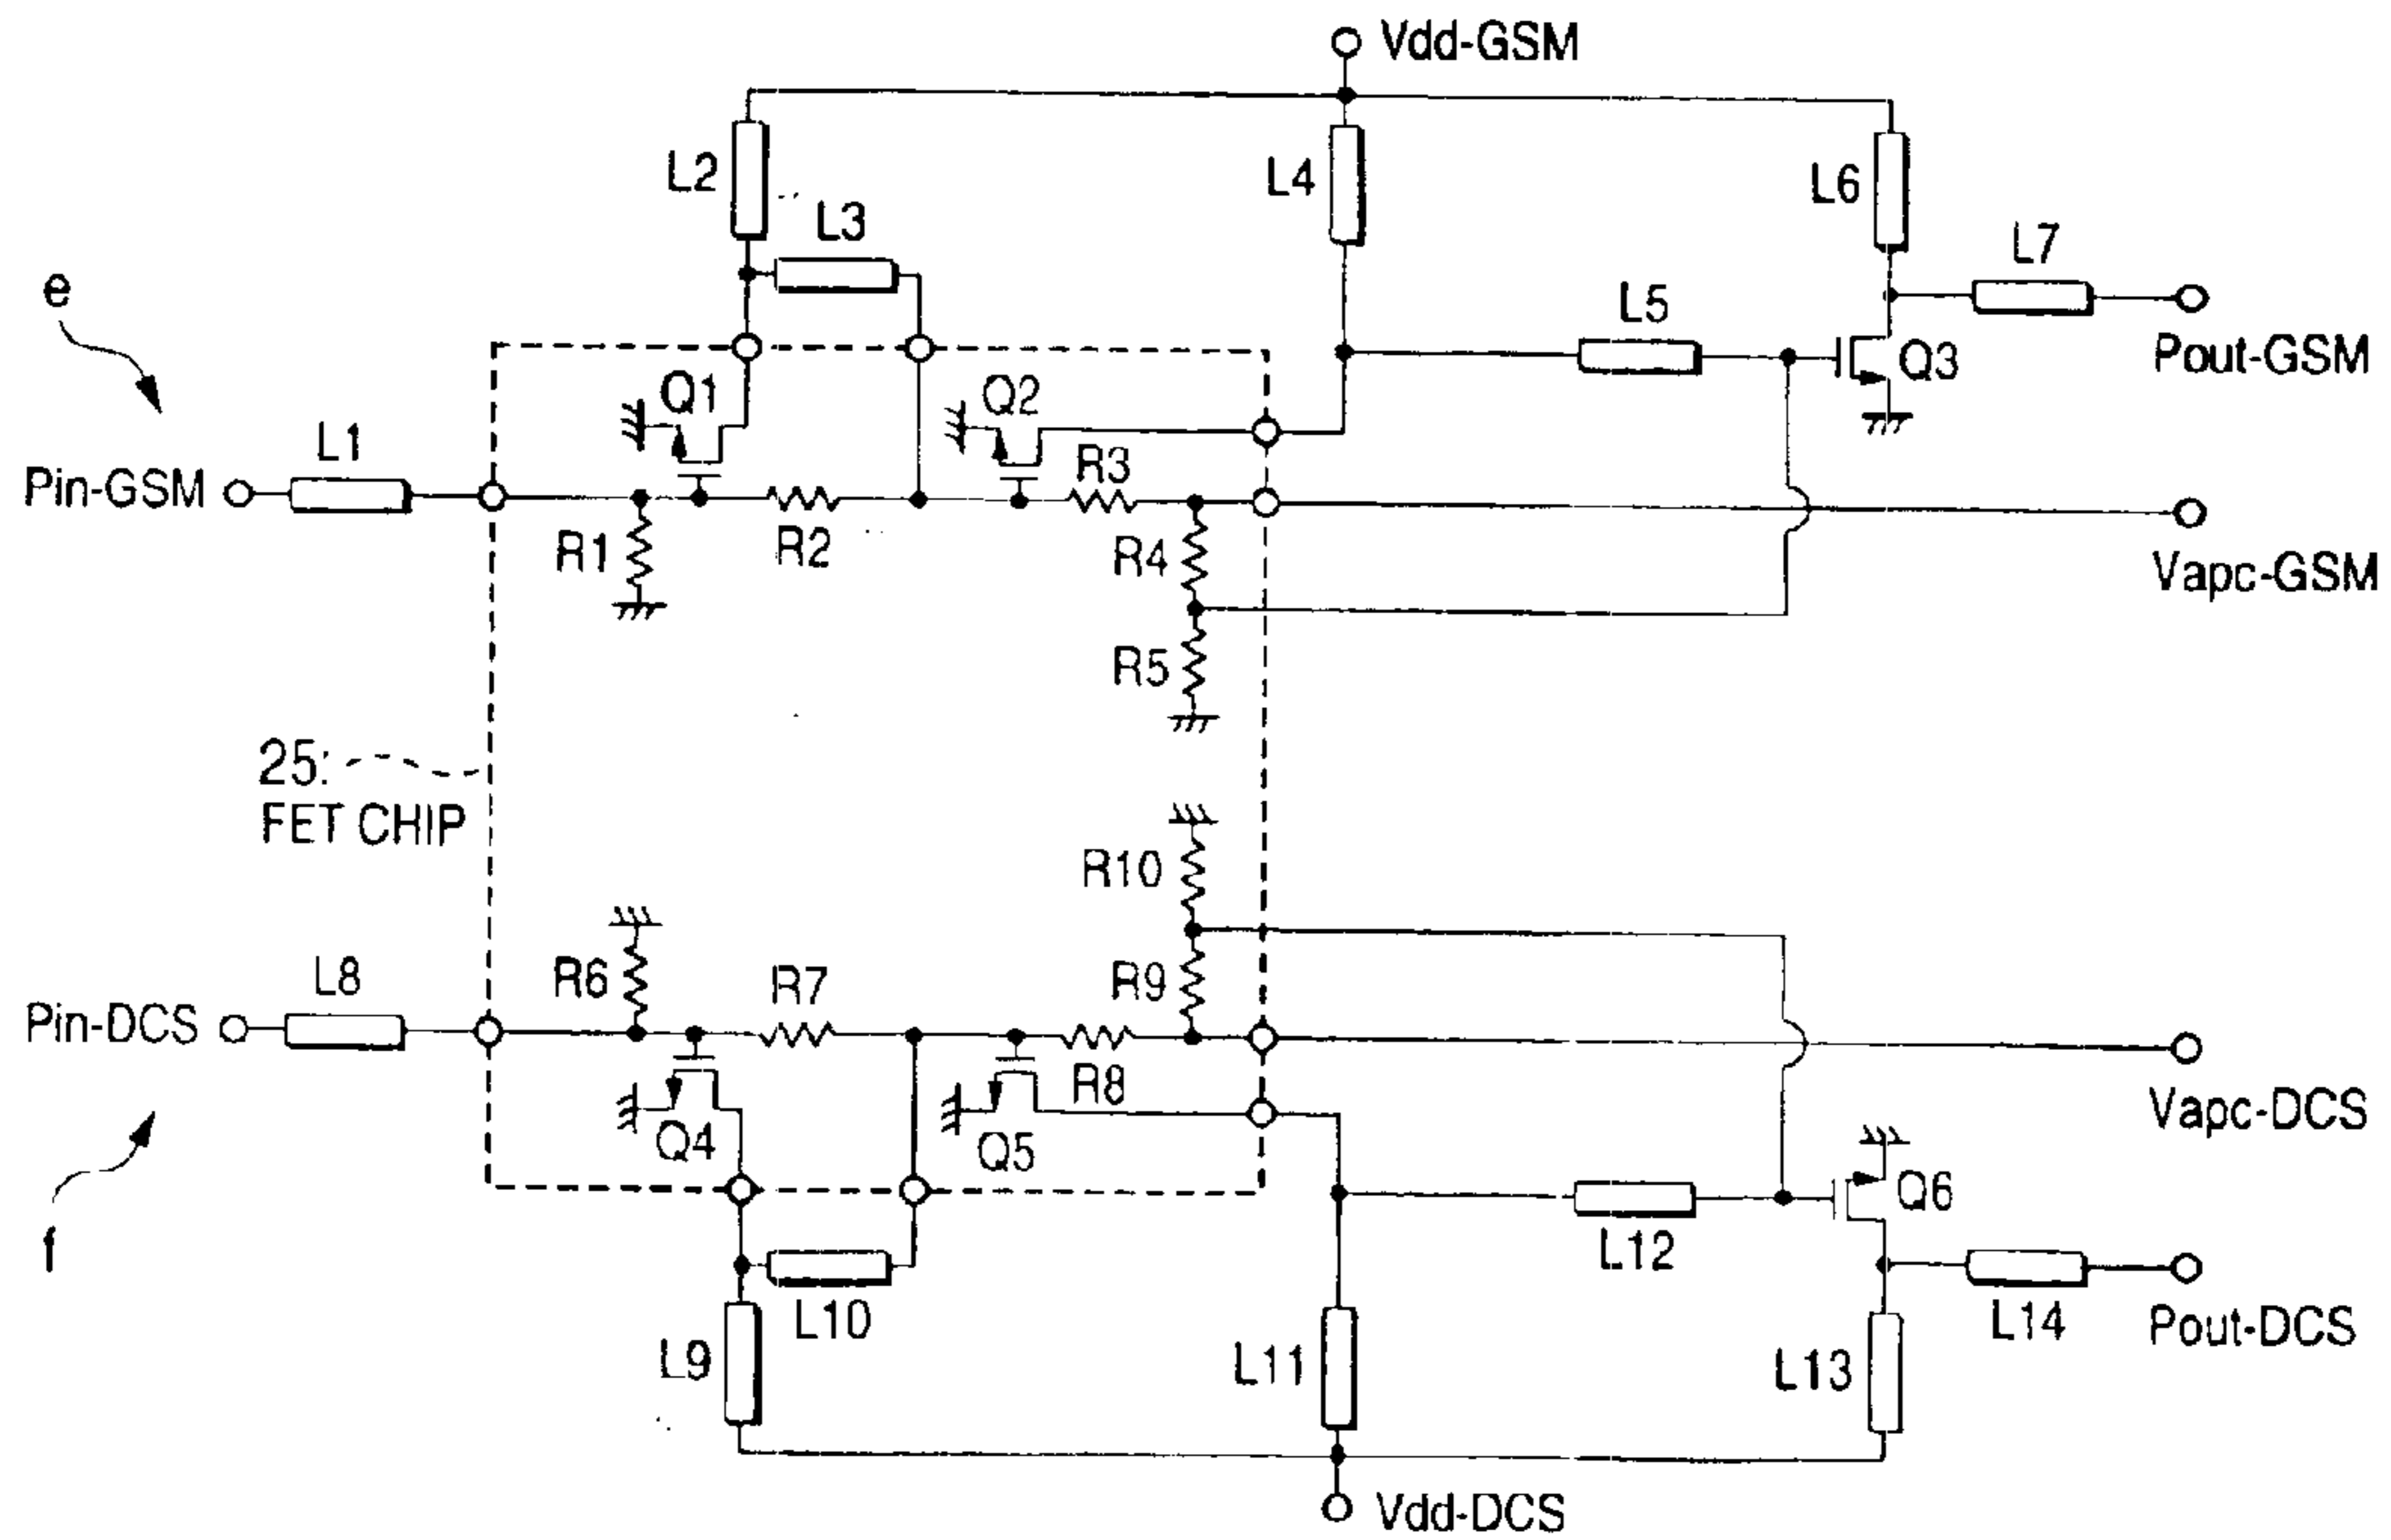 Vdd-GSM
L2
L4
L6
L3
L7
e
L5
Q1
Q2
Q3
Pout-GSM
L1
R3
Pin-GSM
R1
R2
R4
Vapc-GSM
R5
25:
FET CHIP
R10
R6
R7
R9
L8
Pin-DCS
R8
Vapc-DCS
Q4
Q5
Q6
f
L12
L10
L14
Pout-DCS
L9
L11
L13
Vdd-DCS